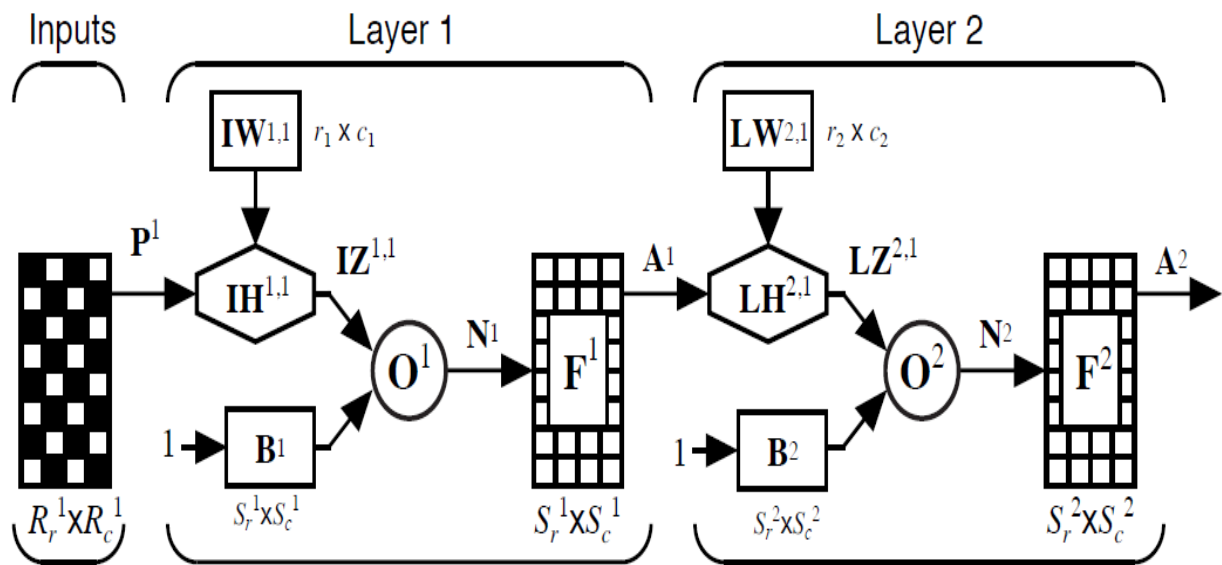 Inputs Layer 1 Layer 2
IW1,1 r1 x c1 LW2,1 r2 x c2
P1 IZ1,1 A1 LZ2,1 A2
IH1,1 LH2,1
N1 N2
O1 F1 O2 F2
1 B1 1 B2
Rr1xRc1 Sr1xSc1 Sr1xSc1 Sr2xSc2 Sr2xSc2